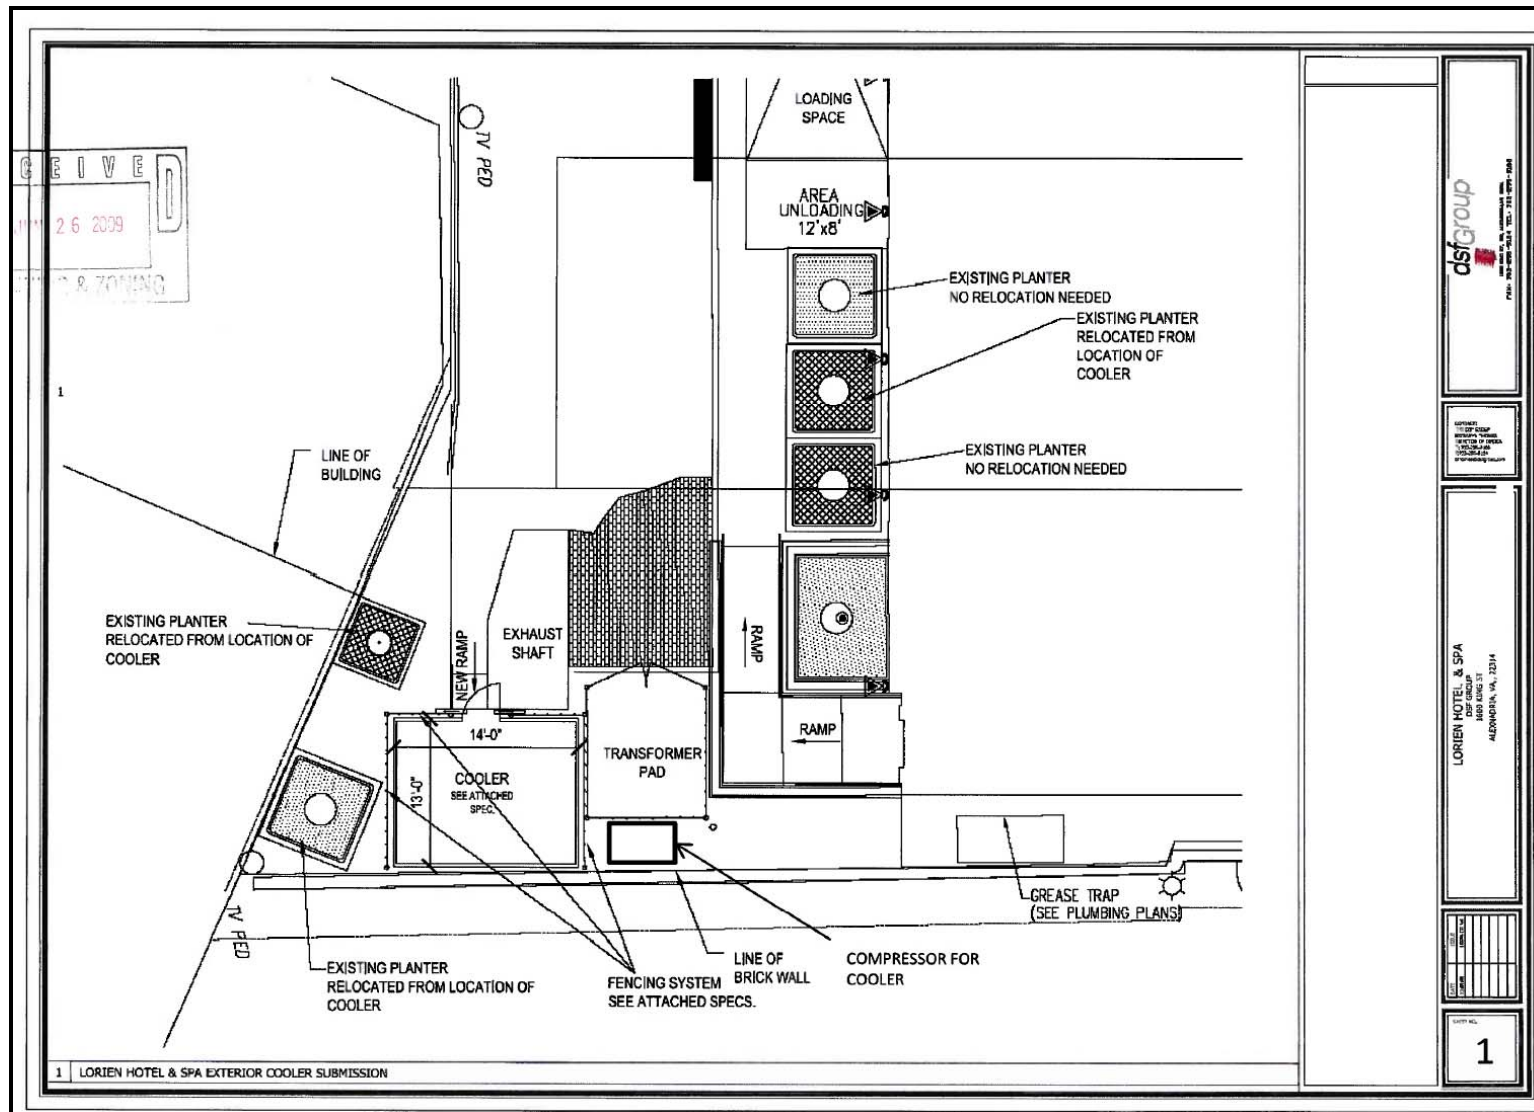 LOADING
SPACE
TV PED
C E I V E D
26 2009
& ZONING
AREA
UNLOADING
12'x8'
EXISTING PLANTER
NO RELOCATION NEEDED
EXISTING PLANTER
RELOCATED FROM
LOCATION OF
COOLER
1
LINE OF
BUILDING
EXISTING PLANTER
NO RELOCATION NEEDED
EXISTING PLANTER
RELOCATED FROM LOCATION OF
COOLER
NEW RAMP
EXHAUST
SHAFT
RAMP
RAMP
14'-0"
13'-0"
COOLER
SEE ATTACHED
SPEC.
TRANSFORMER
PAD
GREASE TRAP
(SEE PLUMBING PLANS)
TV PED
EXISTING PLANTER
RELOCATED FROM LOCATION OF
COOLER
FENCING SYSTEM
SEE ATTACHED SPECS.
LINE OF
BRICK WALL
COMPRESSOR FOR
COOLER
1 LORIEN HOTEL & SPA EXTERIOR COOLER SUBMISSION
dsfGroup
LORIEN HOTEL & SPA
DSF GROUP
1600 KING ST
1